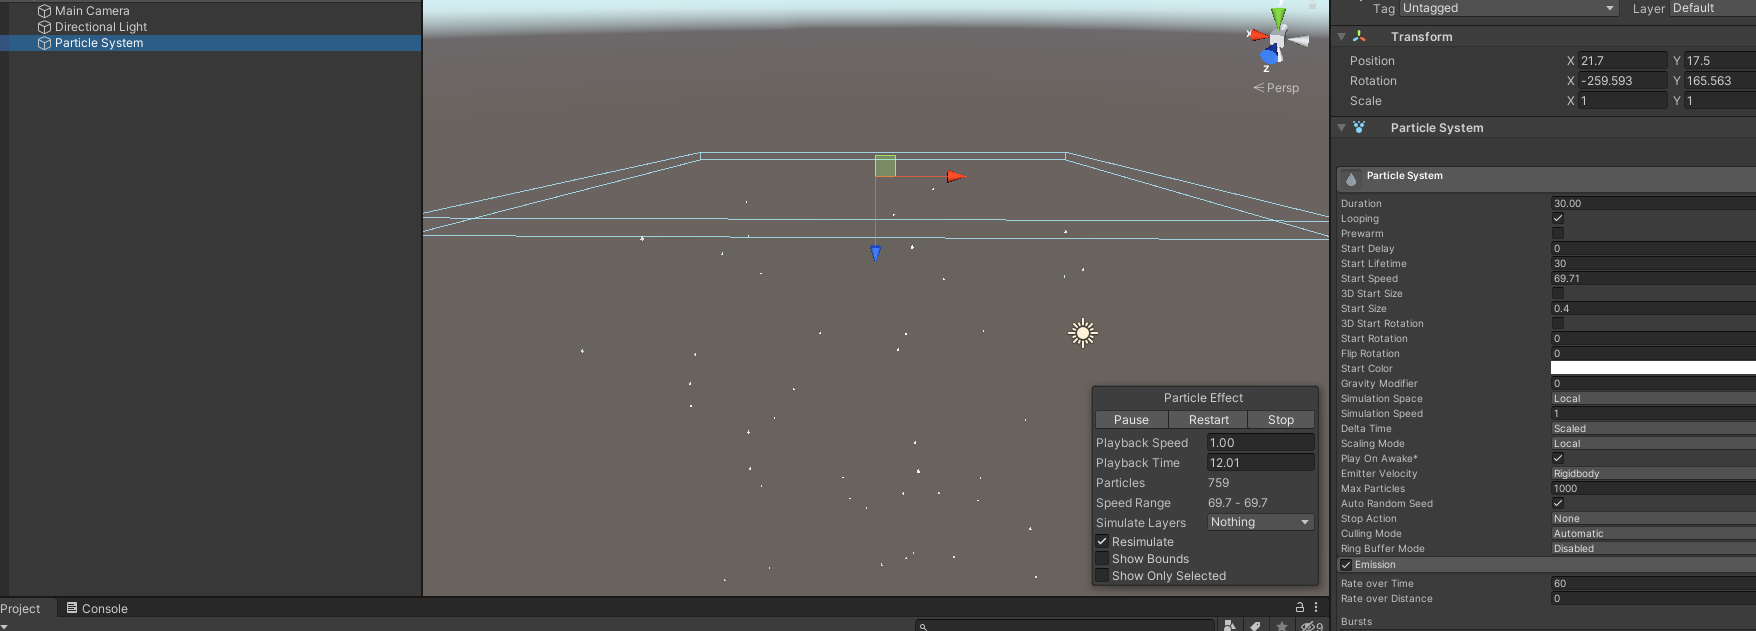 Main Camera
Directional Light
Particle System
x
z
Persp
Particle Effect
Pause Restart Stop
Playback Speed 1.00
Playback Time 12.01
Particles 759
Speed Range 69.7 - 69.7
Simulate Layers Nothing
Resimulate
Show Bounds
Show Only Selected
Project Console
9
Tag Untagged Layer Default
Transform
Position X 21.7 Y 17.5
Rotation X -259.593 Y 165.563
Scale X 1 Y 1
Particle System
Particle System
Duration 30.00
Looping
Prewarm
Start Delay 0
Start Lifetime 30
Start Speed 69.71
3D Start Size
Start Size 0.4
3D Start Rotation
Start Rotation 0
Flip Rotation 0
Start Color
Gravity Modifier 0
Simulation Space Local
Simulation Speed 1
Delta Time Scaled
Scaling Mode Local
Play On Awake*
Emitter Velocity Rigidbody
Max Particles 1000
Auto Random Seed
Stop Action None
Culling Mode Automatic
Ring Buffer Mode Disabled
Emission
Rate over Time 60
Rate over Distance 0
Bursts